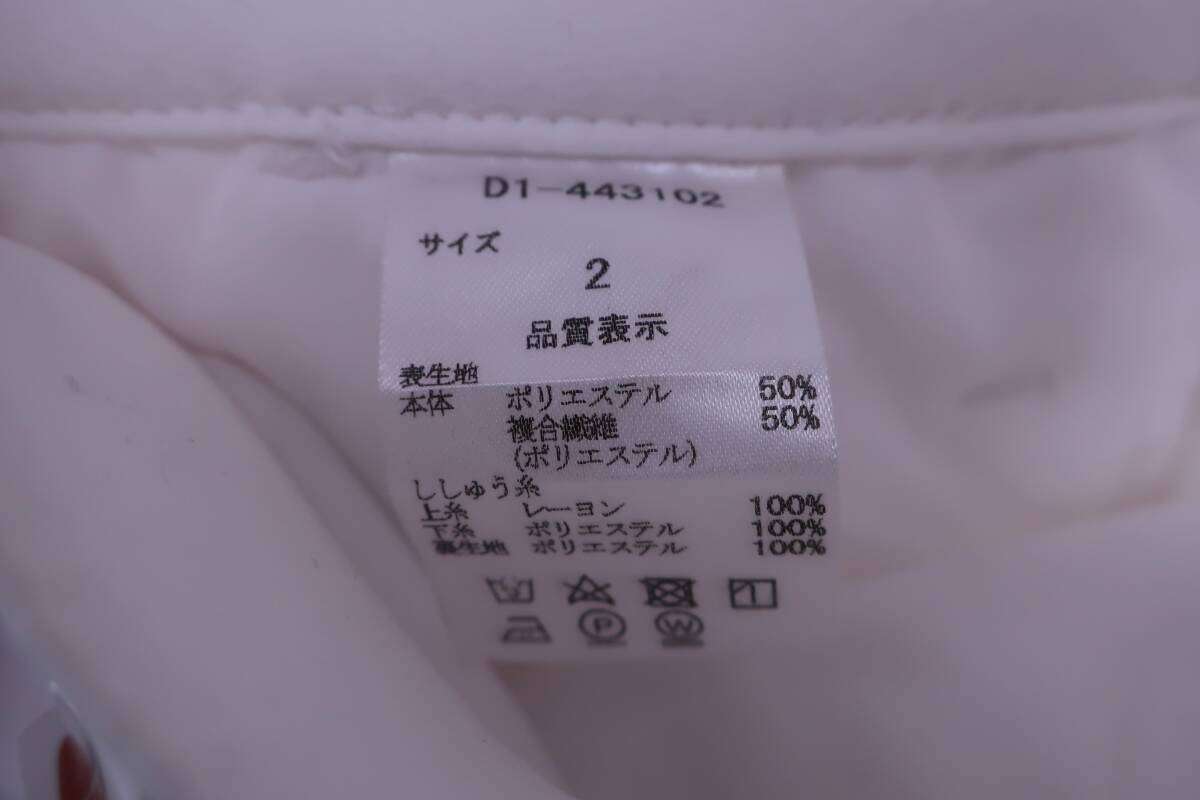 D1-443102
サイズ
2
品質表示
表生地
本体 ポリエステル 50%
複合繊維 50%
(ポリエステル)
ししゅう糸
上糸 レーヨン 100%
下糸 ポリエステル 100%
裏生地 ポリエステル 100%
P W